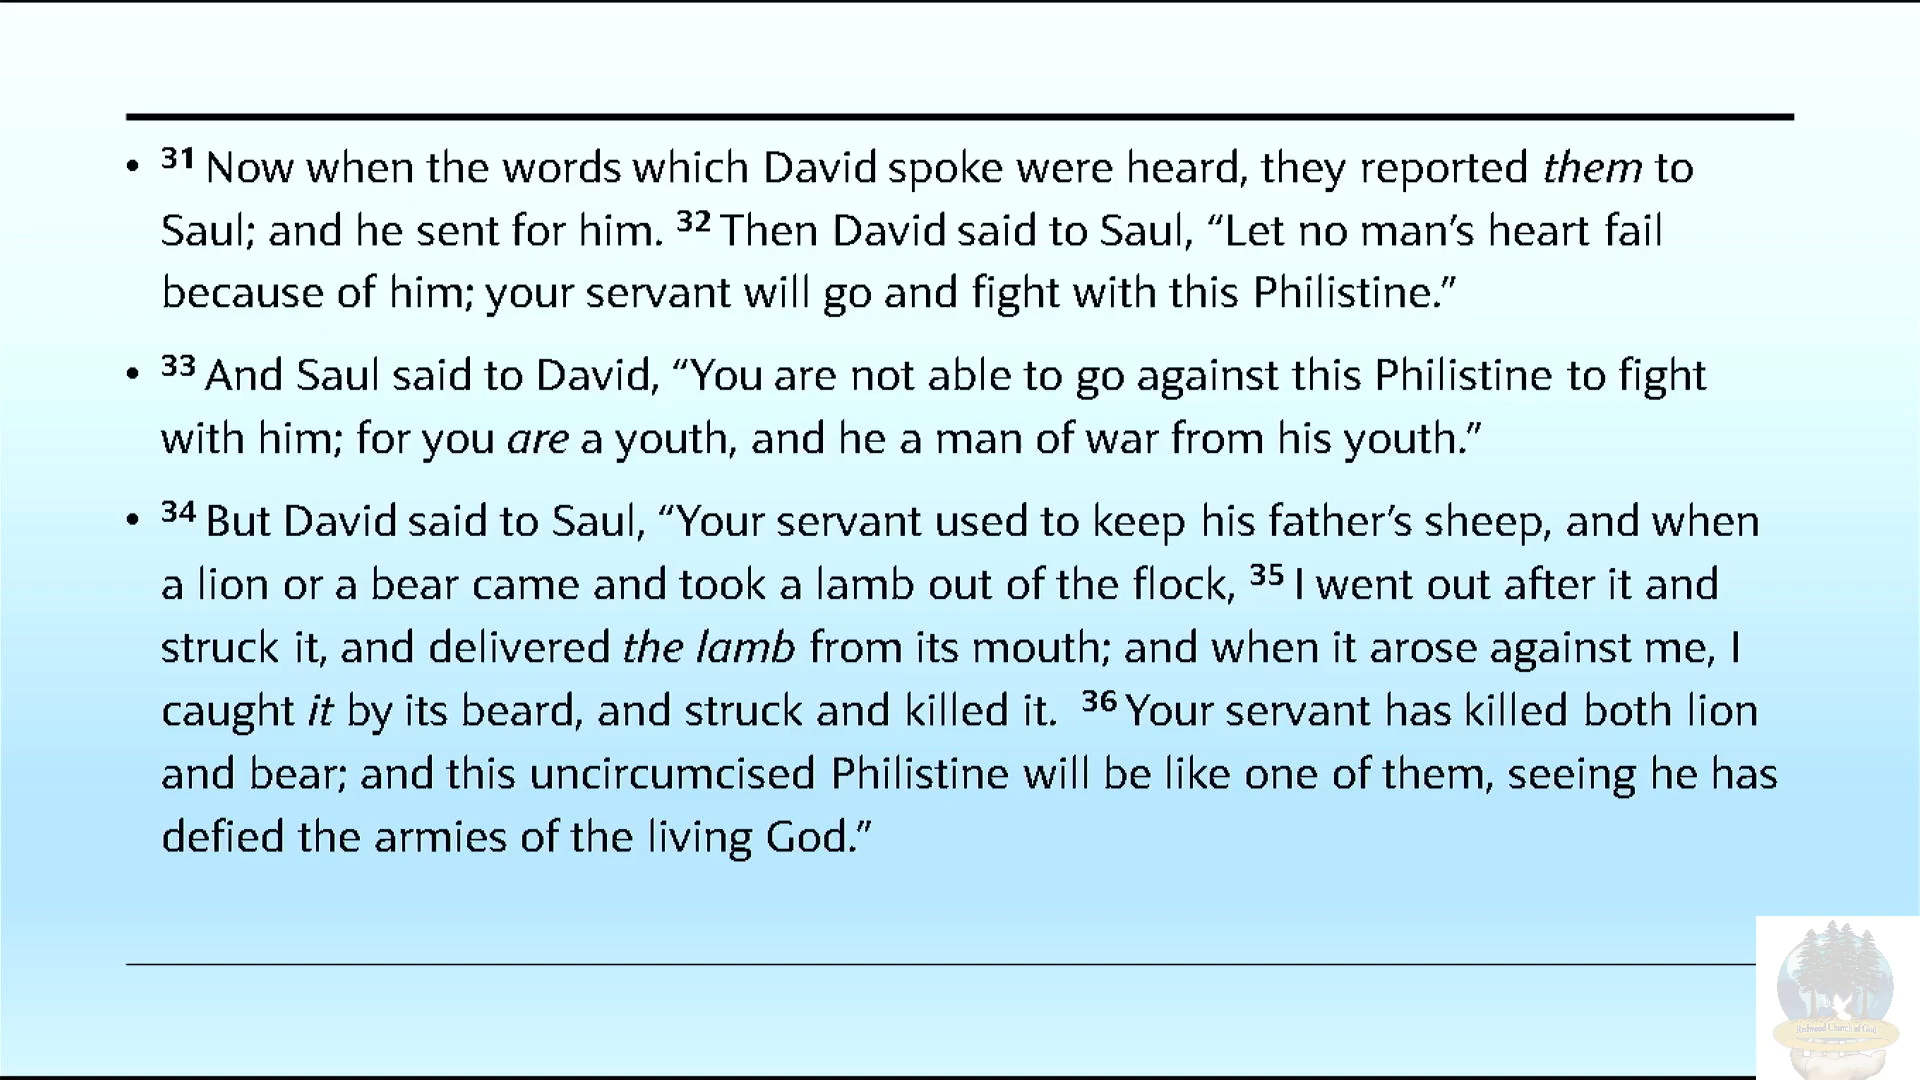 • 31 Now when the words which David spoke were heard, they reported them to
Saul; and he sent for him. 32 Then David said to Saul, “Let no man’s heart fail
because of him; your servant will go and fight with this Philistine.”
• 33 And Saul said to David, “You are not able to go against this Philistine to fight
with him; for you are a youth, and he a man of war from his youth.”
• 34 But David said to Saul, “Your servant used to keep his father’s sheep, and when
a lion or a bear came and took a lamb out of the flock, 35 I went out after it and
struck it, and delivered the lamb from its mouth; and when it arose against me, I
caught it by its beard, and struck and killed it. 36 Your servant has killed both lion
and bear; and this uncircumcised Philistine will be like one of them, seeing he has
defied the armies of the living God.”
Redwood Church of God